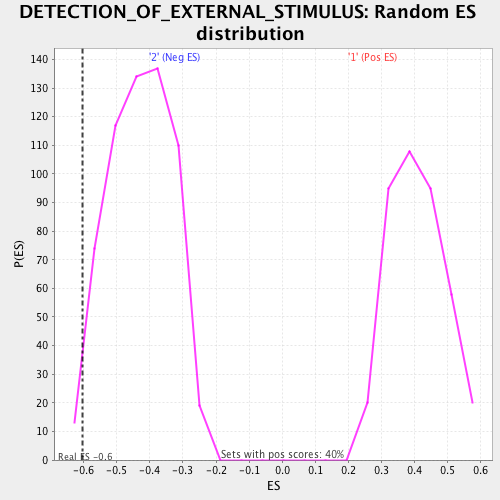 DETECTION_OF_EXTERNAL_STIMULUS: Random ES
distribution
'2' (Neg ES)
'1' (Pos ES)
140
130
120
110
100
90
80
70
60
50
40
30
20
10
0
P(ES)
Real ES -0.6
Sets with pos scores: 40%
-0.6 -0.5 -0.4 -0.3 -0.2 -0.1 0.0 0.1 0.2 0.3 0.4 0.5 0.6
ES